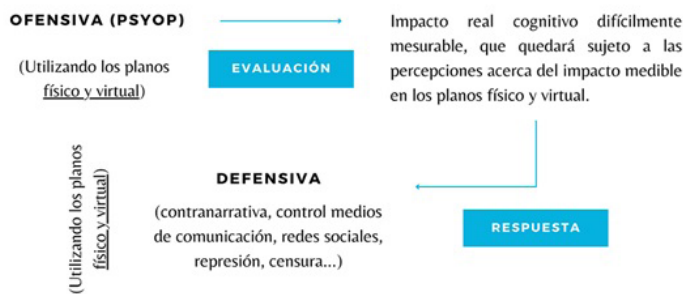 OFENSIVA (PSYOP)
(Utilizando los planos
físico y virtual)
EVALUACIÓN
Impacto real cognitivo difícilmente
mesurable, que quedará sujeto a las
percepciones acerca del impacto medible
en los planos físico y virtual.
(Utilizando los planos
físico y virtual)
DEFENSIVA
(contranarrativa, control medios
de comunicación, redes sociales,
represión, censura...)
RESPUESTA